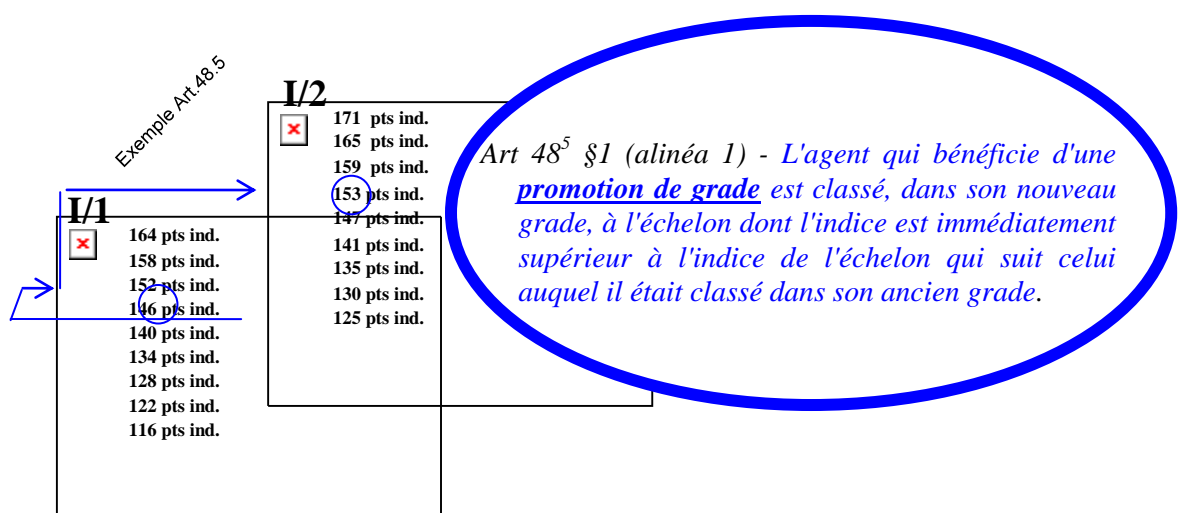 Exemple Art.48.5
I/2
171 pts ind.
165 pts ind.
159 pts ind.
153 pts ind.
147 pts ind.
141 pts ind.
135 pts ind.
130 pts ind.
125 pts ind.
I/1
164 pts ind.
158 pts ind.
152 pts ind.
146 pts ind.
140 pts ind.
134 pts ind.
128 pts ind.
122 pts ind.
116 pts ind.
Art 48⁵ §1 (alinéa 1) - L'agent qui bénéficie d'une
promotion de grade est classé, dans son nouveau
grade, à l'échelon dont l'indice est immédiatement
supérieur à l'indice de l'échelon qui suit celui
auquel il était classé dans son ancien grade.